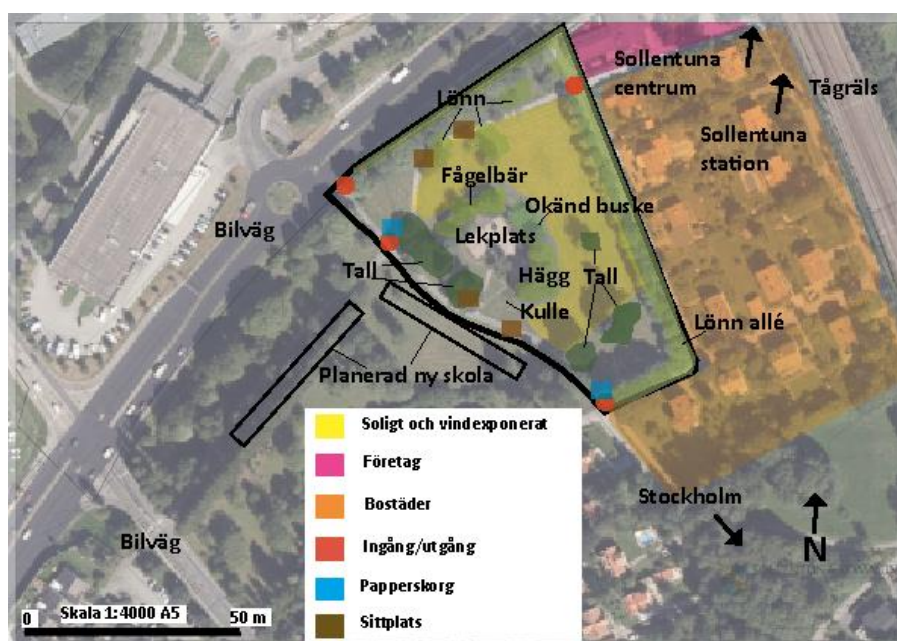 Sollentuna
centrum
Tågräls
Lönn
Sollentuna
station
Fågelbär
Okänd buske
Bilväg
Lekplats
Tall
Hägg
Tall
Kulle
Lönn allé
Planerad ny skola
Soligt och vindexponerat
Företag
Bostäder
Ingång/utgång
Papperskorg
Sittplats
Stockholm
N
Bilväg
0 Skala 1:4000 A5 50 m